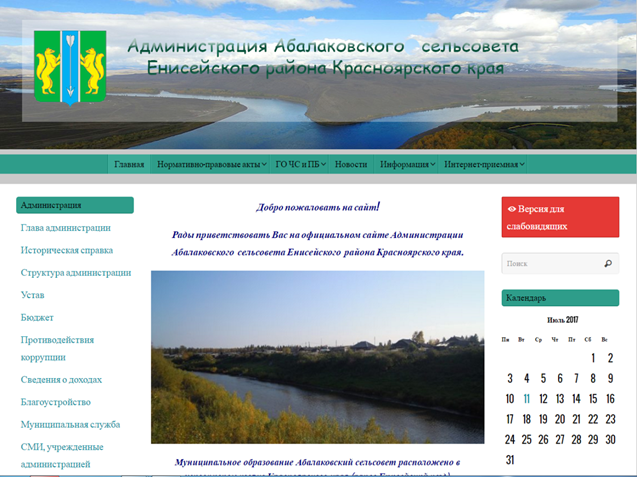 Администрация Абалаковского сельсовета
Енисейского района Красноярского края
Главная Нормативно-правовые акты ГО ЧС и ПБ Новости Информация Интернет-приемная
Администрация
Глава администрации
Историческая справка
Структура администрации
Устав
Бюджет
Противодействия
коррупции
Сведения о доходах
Благоустройство
Муниципальная служба
СМИ, учрежденные
администрацией
Добро пожаловать на сайт!
Рады приветствовать Вас на официальном сайте Администрации
Абалаковского сельсовета Енисейского района Красноярского края.
Муниципальное образование Абалаковский сельсовет расположено в
Версия для
слабовидящих
Поиск
Календарь
Июль 2017
Пн Вт Ср Чт Пт Сб Вс
1 2
3 4 5 6 7 8 9
10 11 12 13 14 15 16
17 18 19 20 21 22 23
24 25 26 27 28 29 30
31